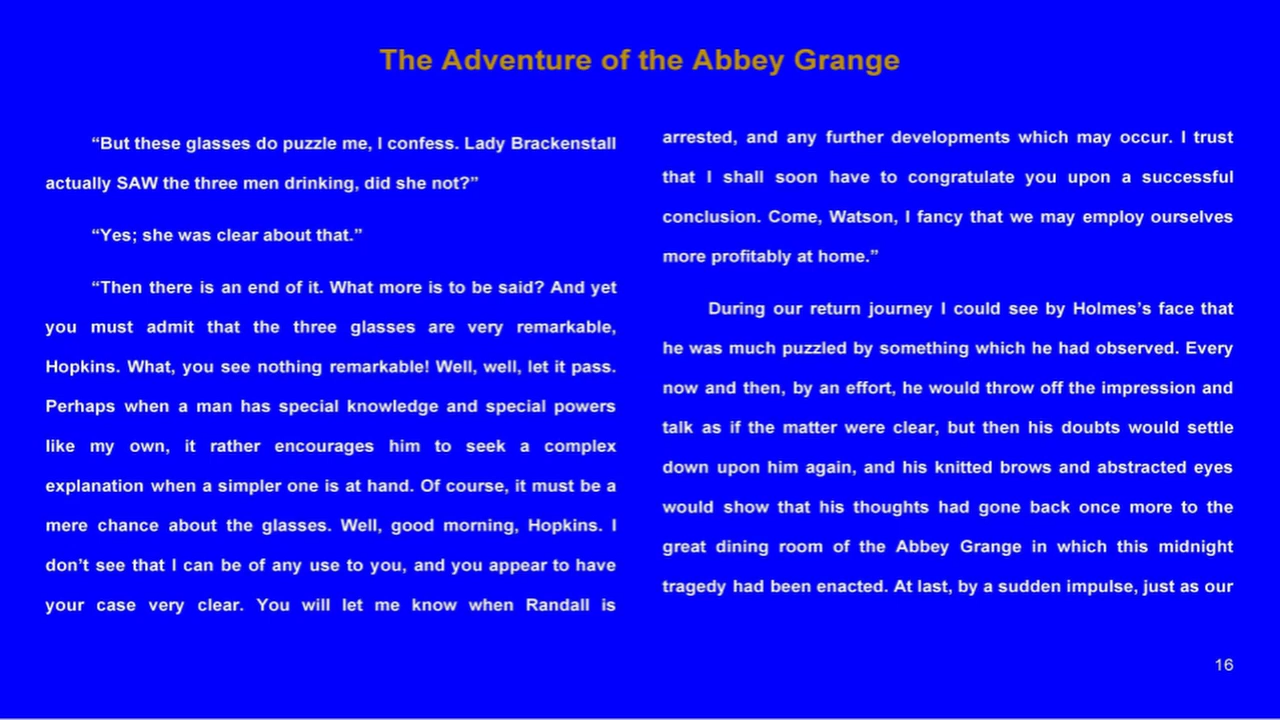 The Adventure of the Abbey Grange
“But these glasses do puzzle me, I confess. Lady Brackenstall
actually SAW the three men drinking, did she not?”
“Yes; she was clear about that.”
“Then there is an end of it. What more is to be said? And yet
you must admit that the three glasses are very remarkable,
Hopkins. What, you see nothing remarkable! Well, well, let it pass.
Perhaps when a man has special knowledge and special powers
like my own, it rather encourages him to seek a complex
explanation when a simpler one is at hand. Of course, it must be a
mere chance about the glasses. Well, good morning, Hopkins. I
don’t see that I can be of any use to you, and you appear to have
your case very clear. You will let me know when Randall is
arrested, and any further developments which may occur. I trust
that I shall soon have to congratulate you upon a successful
conclusion. Come, Watson, I fancy that we may employ ourselves
more profitably at home.”
During our return journey I could see by Holmes’s face that
he was much puzzled by something which he had observed. Every
now and then, by an effort, he would throw off the impression and
talk as if the matter were clear, but then his doubts would settle
down upon him again, and his knitted brows and abstracted eyes
would show that his thoughts had gone back once more to the
great dining room of the Abbey Grange in which this midnight
tragedy had been enacted. At last, by a sudden impulse, just as our
16